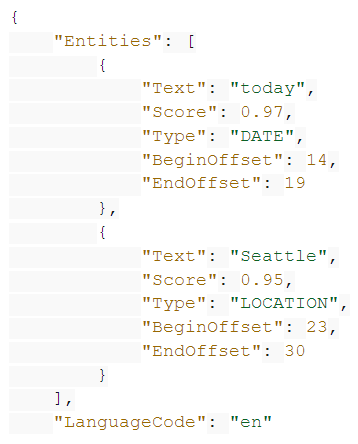 {
    "Entities": [
        {
            "Text": "today",
            "Score": 0.97,
            "Type": "DATE",
            "BeginOffset": 14,
            "EndOffset": 19
        },
        {
            "Text": "Seattle",
            "Score": 0.95,
            "Type": "LOCATION",
            "BeginOffset": 23,
            "EndOffset": 30
        }
    ],
    "LanguageCode": "en"